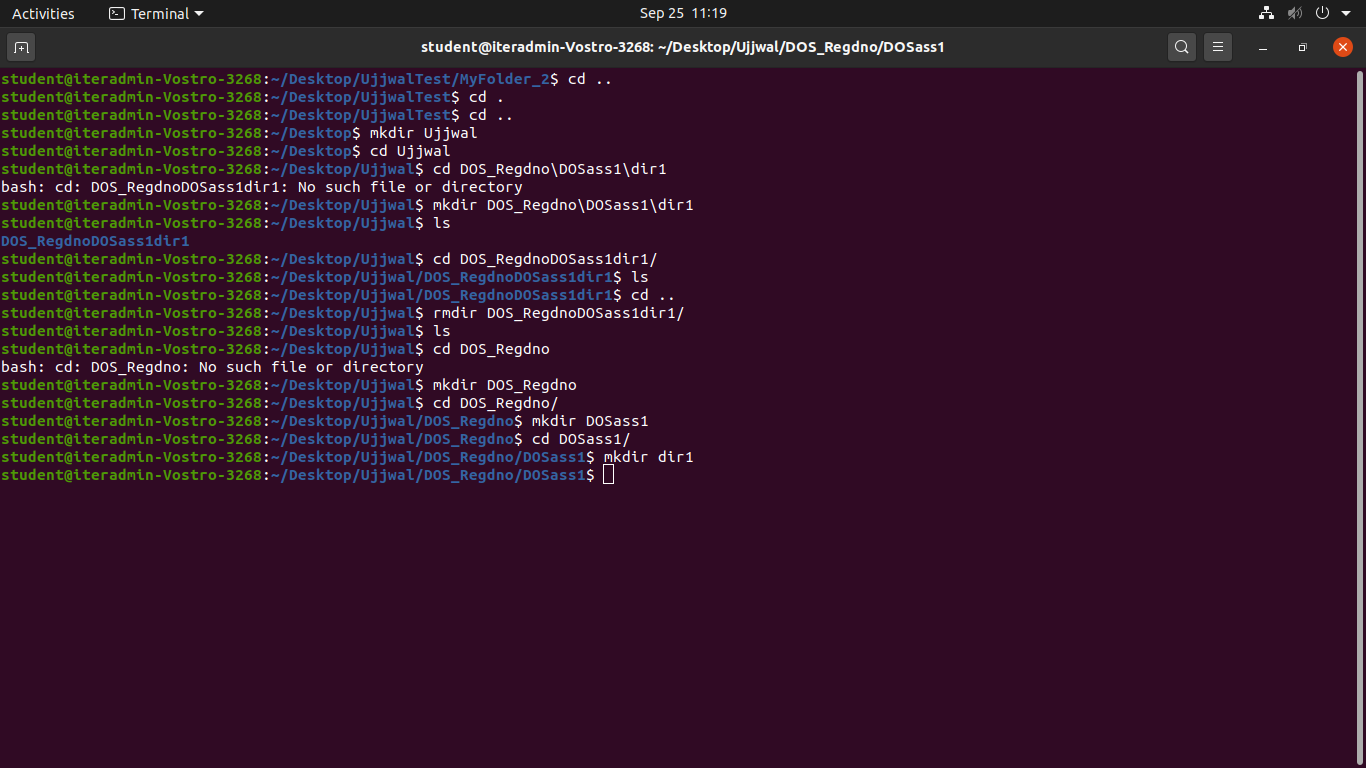 Activities Terminal Sep 25 11:19
student@iteradmin-Vostro-3268: ~/Desktop/Ujjwal/DOS_Regdno/DOSass1
student@iteradmin-Vostro-3268:~/Desktop/UjjwalTest/MyFolder_2$ cd ..
student@iteradmin-Vostro-3268:~/Desktop/UjjwalTest$ cd .
student@iteradmin-Vostro-3268:~/Desktop/UjjwalTest$ cd ..
student@iteradmin-Vostro-3268:~/Desktop$ mkdir Ujjwal
student@iteradmin-Vostro-3268:~/Desktop$ cd Ujjwal
student@iteradmin-Vostro-3268:~/Desktop/Ujjwal$ cd DOS_Regdno\DOSass1\dir1
bash: cd: DOS_RegdnoDOSass1dir1: No such file or directory
student@iteradmin-Vostro-3268:~/Desktop/Ujjwal$ mkdir DOS_Regdno\DOSass1\dir1
student@iteradmin-Vostro-3268:~/Desktop/Ujjwal$ ls
DOS_RegdnoDOSass1dir1
student@iteradmin-Vostro-3268:~/Desktop/Ujjwal$ cd DOS_RegdnoDOSass1dir1/
student@iteradmin-Vostro-3268:~/Desktop/Ujjwal/DOS_RegdnoDOSass1dir1$ ls
student@iteradmin-Vostro-3268:~/Desktop/Ujjwal/DOS_RegdnoDOSass1dir1$ cd ..
student@iteradmin-Vostro-3268:~/Desktop/Ujjwal$ rmdir DOS_RegdnoDOSass1dir1/
student@iteradmin-Vostro-3268:~/Desktop/Ujjwal$ ls
student@iteradmin-Vostro-3268:~/Desktop/Ujjwal$ cd DOS_Regdno
bash: cd: DOS_Regdno: No such file or directory
student@iteradmin-Vostro-3268:~/Desktop/Ujjwal$ mkdir DOS_Regdno
student@iteradmin-Vostro-3268:~/Desktop/Ujjwal$ cd DOS_Regdno/
student@iteradmin-Vostro-3268:~/Desktop/Ujjwal/DOS_Regdno$ mkdir DOSass1
student@iteradmin-Vostro-3268:~/Desktop/Ujjwal/DOS_Regdno$ cd DOSass1/
student@iteradmin-Vostro-3268:~/Desktop/Ujjwal/DOS_Regdno/DOSass1$ mkdir dir1
student@iteradmin-Vostro-3268:~/Desktop/Ujjwal/DOS_Regdno/DOSass1$